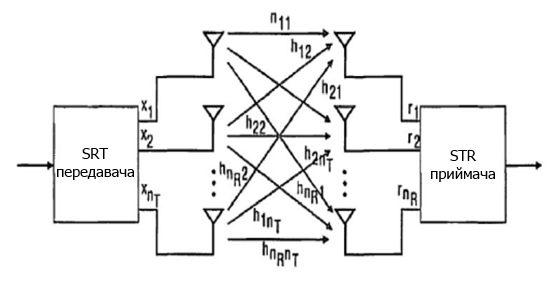 n₁₁
h₁₂
x₁
h₂₁
r₁
x₂
h₂₂
r₂
SRT
передавача
h₂nT
STR
приймача
hnR2
hnR1
xnT
h₁nT
rnR
hnRnT